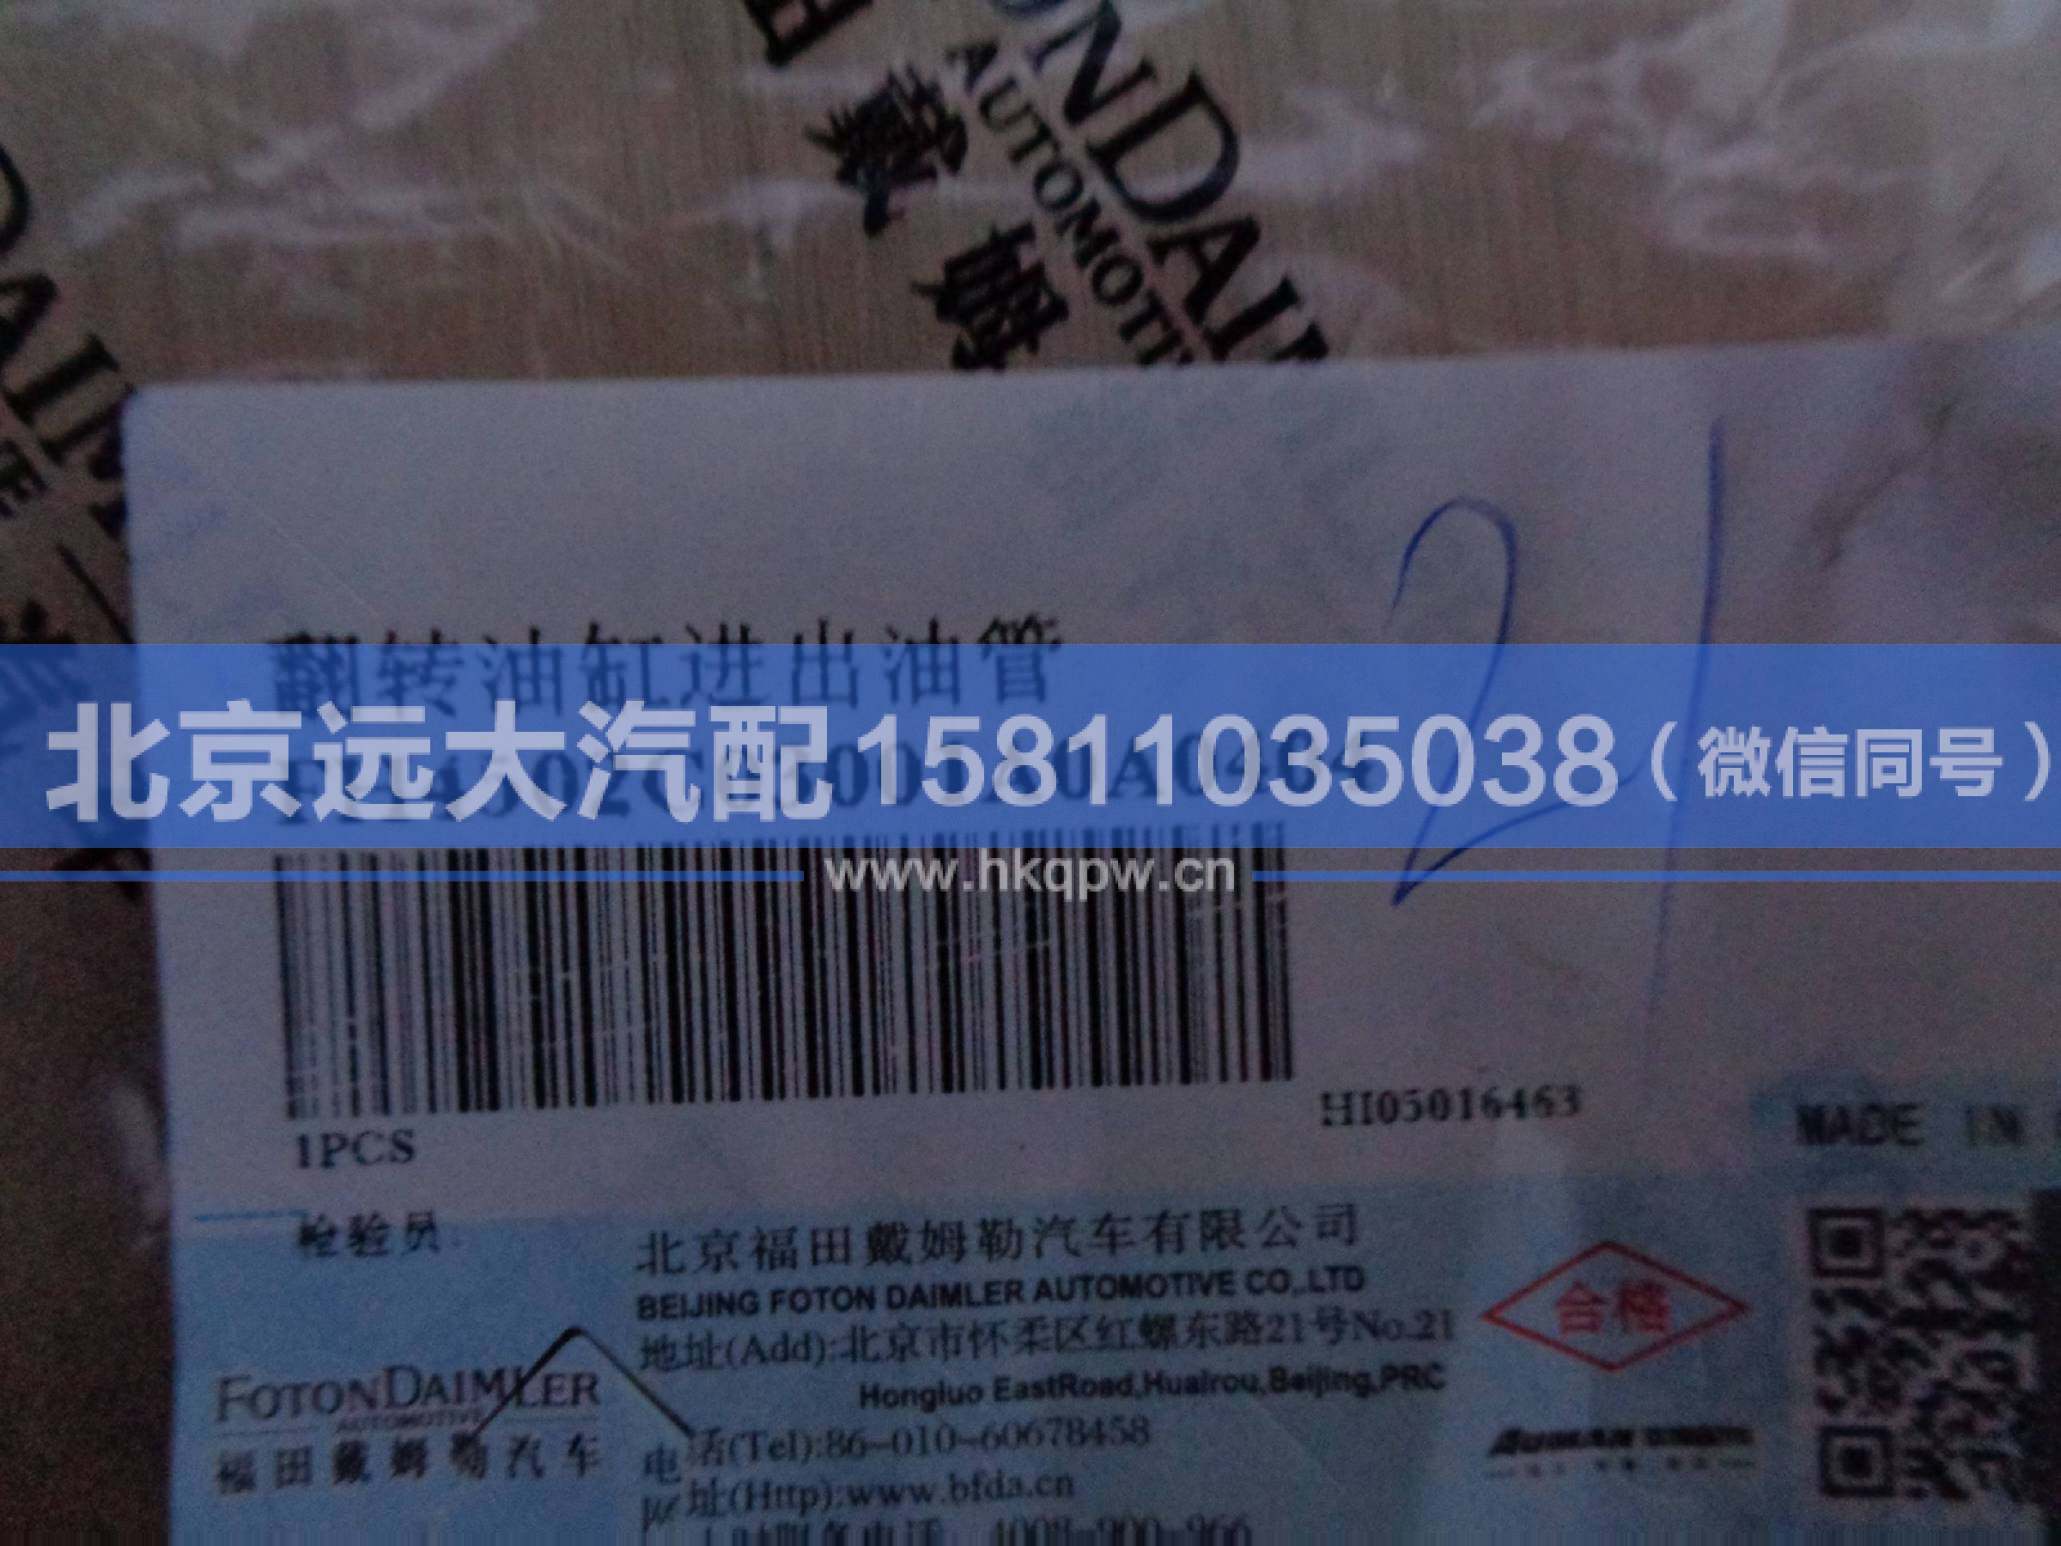 戴姆
AUTOMOTI
翻转油缸进出油管
北京远大汽配15811035038（微信同号）
www.hkqpw.cn
21
HI05016463
1PCS
MADE IN
检验员
北京福田戴姆勒汽车有限公司
BEIJING FOTON DAIMLER AUTOMOTIVE CO,.LTD
地址(Add):北京市怀柔区红螺东路21号No.21
Hongluo EastRoad,Huairou,Beijing,PRC
合格
FOTONDAIMLER
AUTOMOTIVE
福田戴姆勒汽车
电话(Tel):86-010-60678458
网址(Http):www.bfda.cn